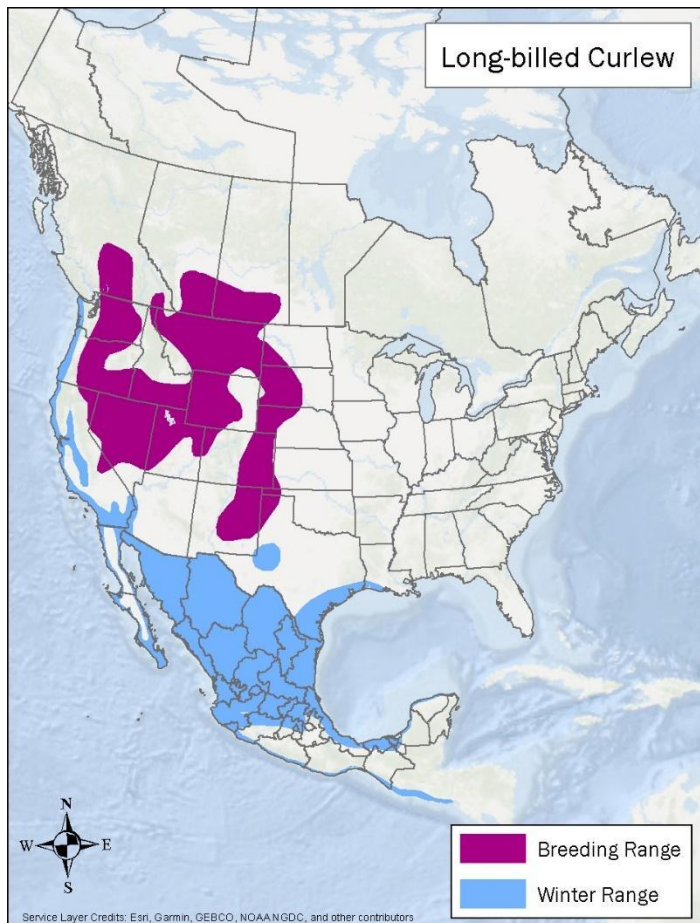 Long-billed Curlew
N
W E
S
Breeding Range
Winter Range
Service Layer Credits: Esri, Garmin, GEBCO, NOAA NGDC, and other contributors